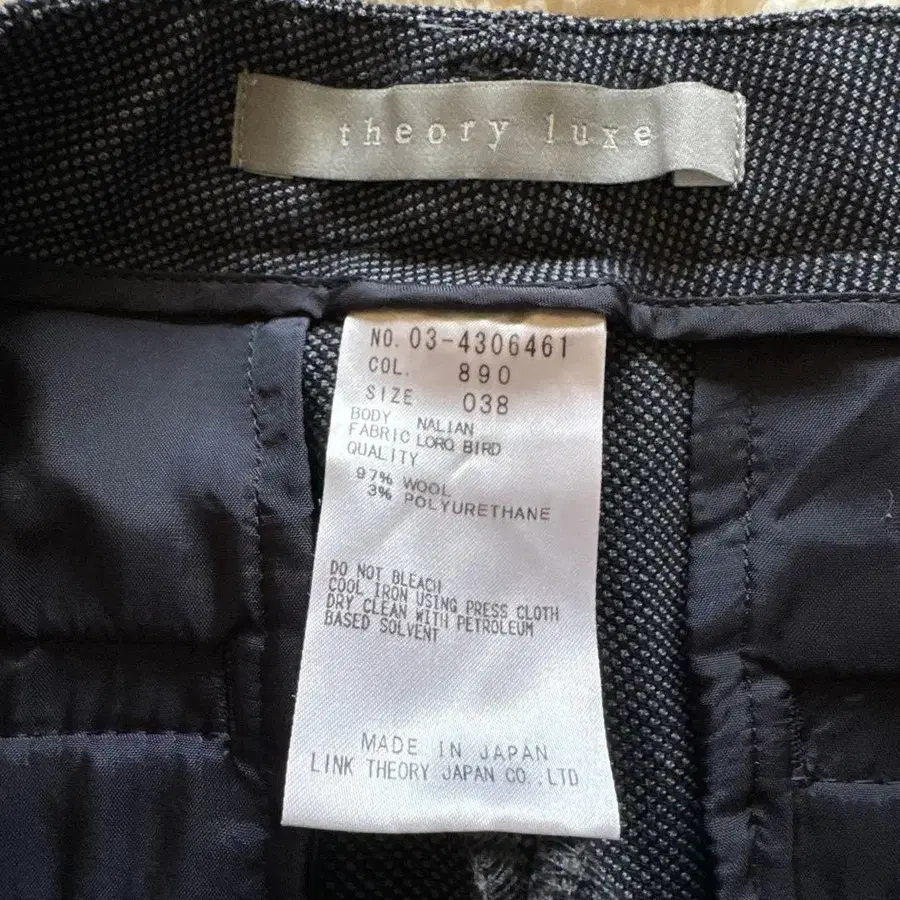 theory luxe
NO. 03-4306461
COL. 890
SIZE 038
BODY NALIAN
FABRIC LORO BIRD
QUALITY
97% WOOL
3% POLYURETHANE
DO NOT BLEACH
COOL IRON USING PRESS CLOTH
DRY CLEAN WITH PETROLEUM
BASED SOLVENT
MADE IN JAPAN
LINK THEORY JAPAN CO.,LTD